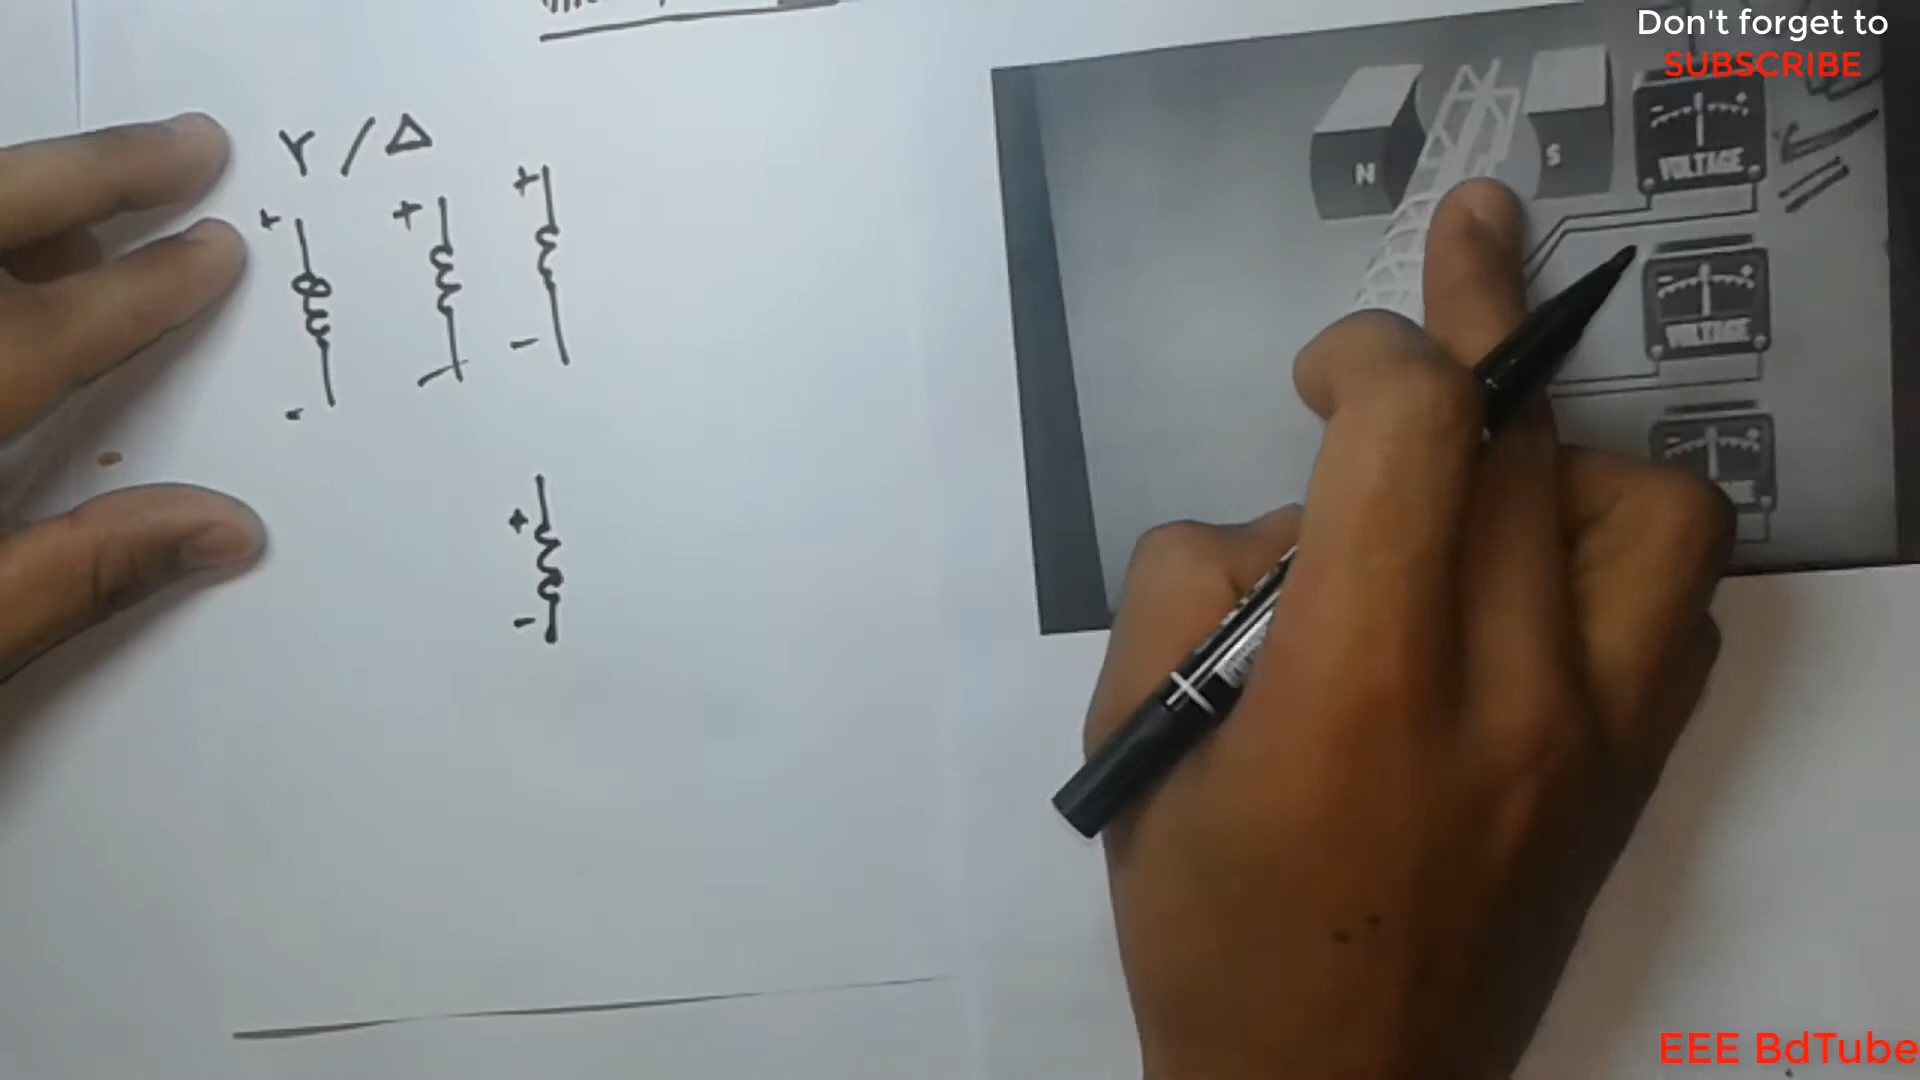 Don't forget to
SUBSCRIBE
Y / Δ
+ + +
- -
+
-
N S
- +
VOLTAGE
- +
VOLTAGE
- +
EEE BdTube